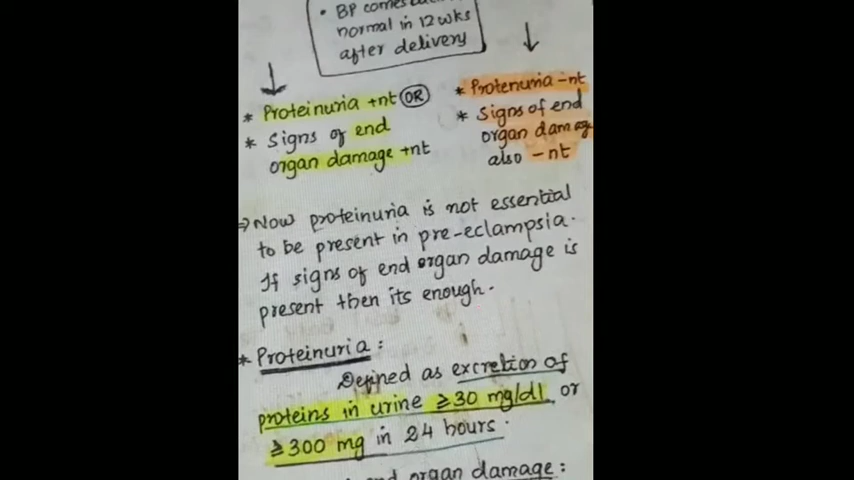 • BP comes
normal in 12 wks
after delivery
* Proteinuria +nt OR
* Signs of end
organ damage +nt
* Protenuria -nt
* Signs of end
organ damage
also -nt
⇒ Now proteinuria is not essential
to be present in pre-eclampsia.
If signs of end organ damage is
present then its enough.
* Proteinuria :
Defined as excretion of
proteins in urine ≥30 mg/dl or
≥300 mg in 24 hours.
end organ damage :